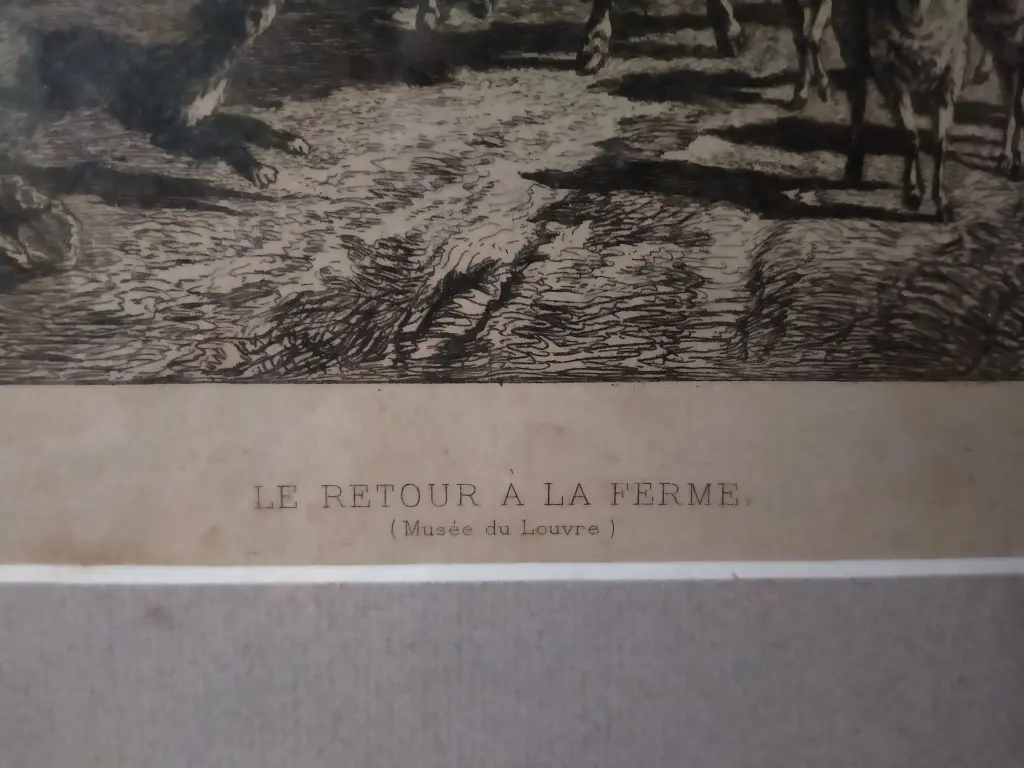 LE RETOUR À LA FERME.
(Musée du Louvre)